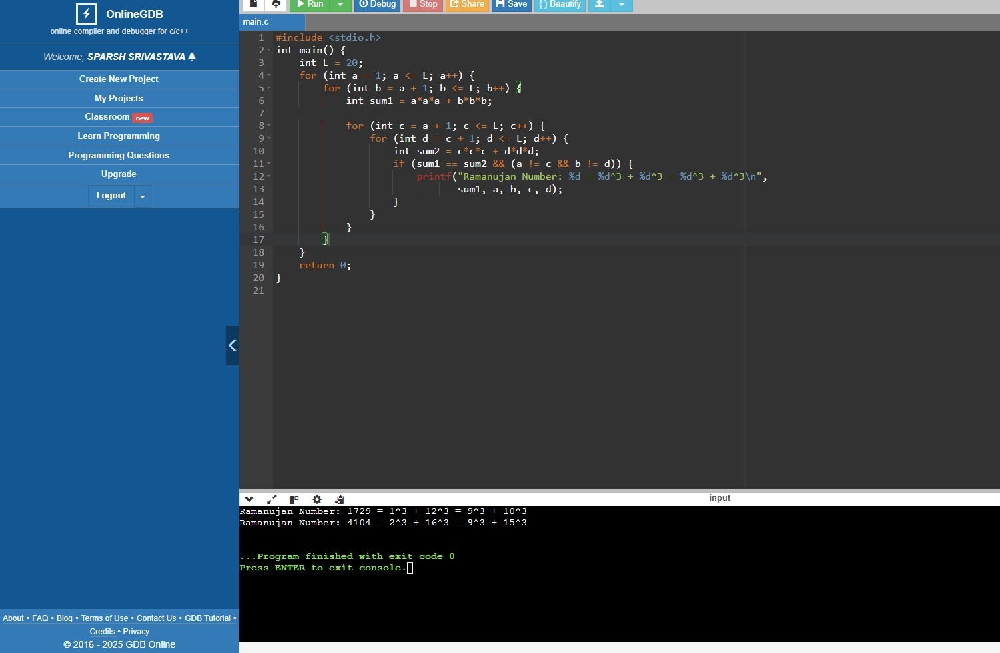 OnlineGDB
online compiler and debugger for c/c++
Welcome, SPARSH SRIVASTAVA
Create New Project
My Projects
Classroom new
Learn Programming
Programming Questions
Upgrade
Logout
About • FAQ • Blog • Terms of Use • Contact Us • GDB Tutorial •
Credits • Privacy
© 2016 - 2025 GDB Online
Run Debug Stop Share Save {} Beautify
main.c
1 #include <stdio.h>
2 int main() {
3 int L = 20;
4 for (int a = 1; a <= L; a++) {
5 for (int b = a + 1; b <= L; b++) {
6 int sum1 = a*a*a + b*b*b;
7
8 for (int c = a + 1; c <= L; c++) {
9 for (int d = c + 1; d <= L; d++) {
10 int sum2 = c*c*c + d*d*d;
11 if (sum1 == sum2 && (a != c && b != d)) {
12 printf("Ramanujan Number: %d = %d^3 + %d^3 = %d^3 + %d^3\n",
13 sum1, a, b, c, d);
14 }
15 }
16 }
17 }
18 }
19 return 0;
20 }
21
input
Ramanujan Number: 1729 = 1^3 + 12^3 = 9^3 + 10^3
Ramanujan Number: 4104 = 2^3 + 16^3 = 9^3 + 15^3
...Program finished with exit code 0
Press ENTER to exit console.